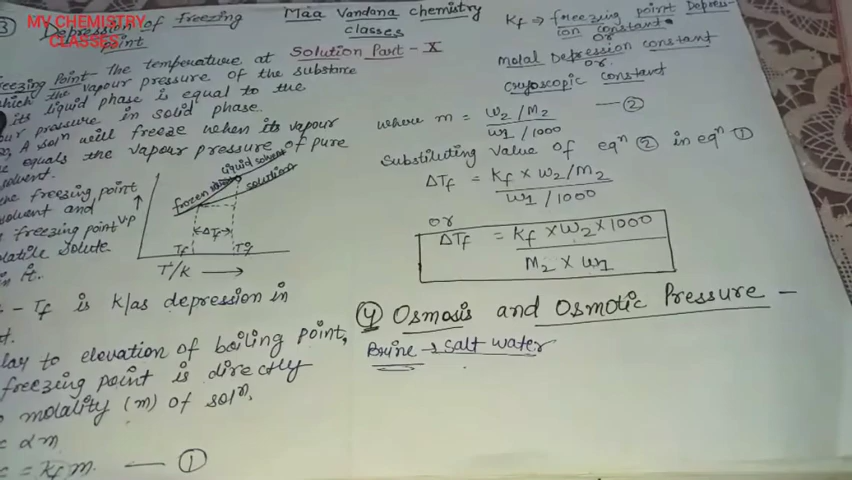 MY CHEMISTRY
CLASSES
③ Depression of Freezing
point
Maa Vandana chemistry
classes
Solution Part - X
Freezing Point- The temperature at
which the vapour pressure of the substance
its liquid phase is equal to the
our pressure in solid phase.
A solⁿ will freeze when its vapour
equals the vapour pressure of pure
solvent.
the freezing point
solvent and
freezing point
volatile solute
in it.
VP
liquid solvent
frozen
solution
ΔTf
Tf
T°f
T/K →
- Tf is k/as depression in
t.
lar to elevation of boiling point,
freezing point is directly
molality (m) of solⁿ.
= αm
= Kf m. — ①
Kf ⇒ freezing point Depress-
ion constant.
or
Molal Depression constant
or.
cryoscopic constant
where m = W2/M2 — ②
W1/1000
Substituting value of eqⁿ ② in eqⁿ ①
ΔTf = Kf x W2/M2
W1/1000
or
ΔTf = Kf x W2 x 1000
M2 x W1
④ Osmosis and Osmotic Pressure -
Brine → salt water